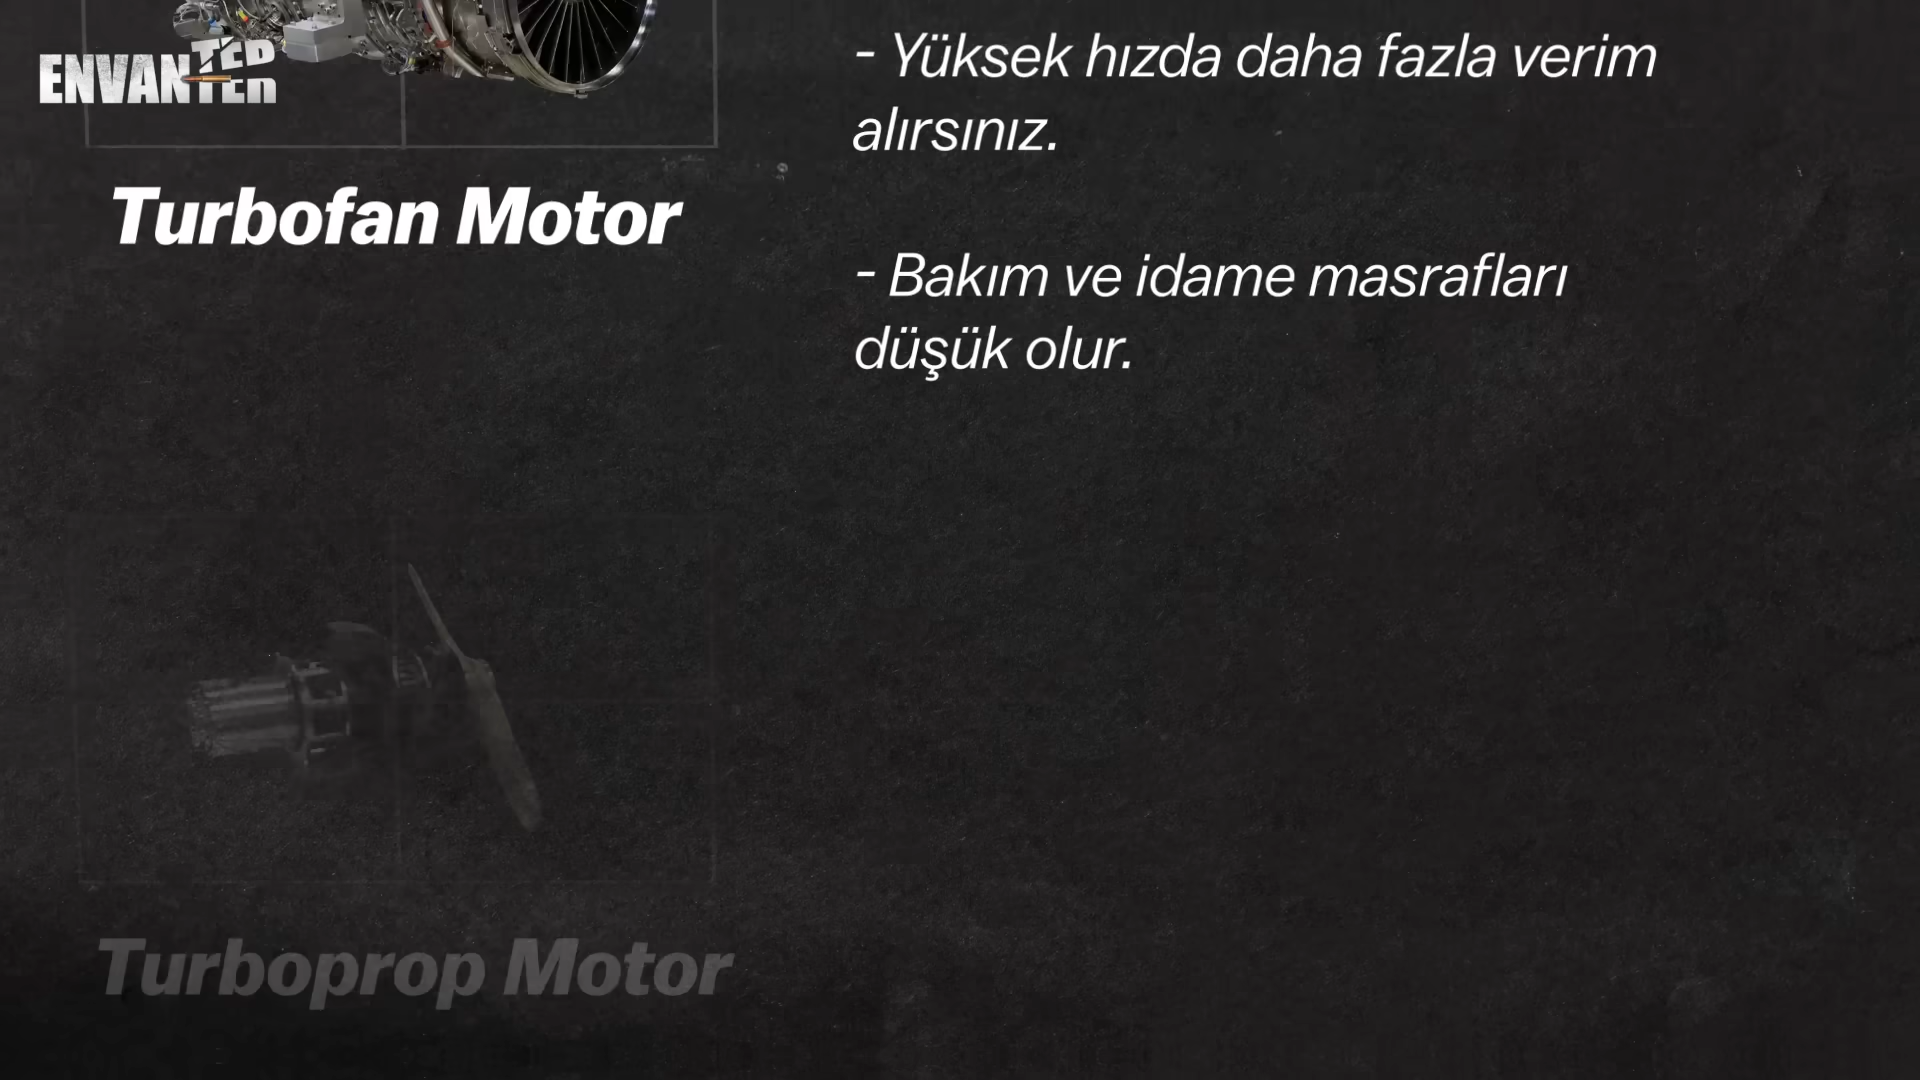 ENVANTER
- Yüksek hızda daha fazla verim
alırsınız.
Turbofan Motor
- Bakım ve idame masrafları
düşük olur.
Turboprop Motor